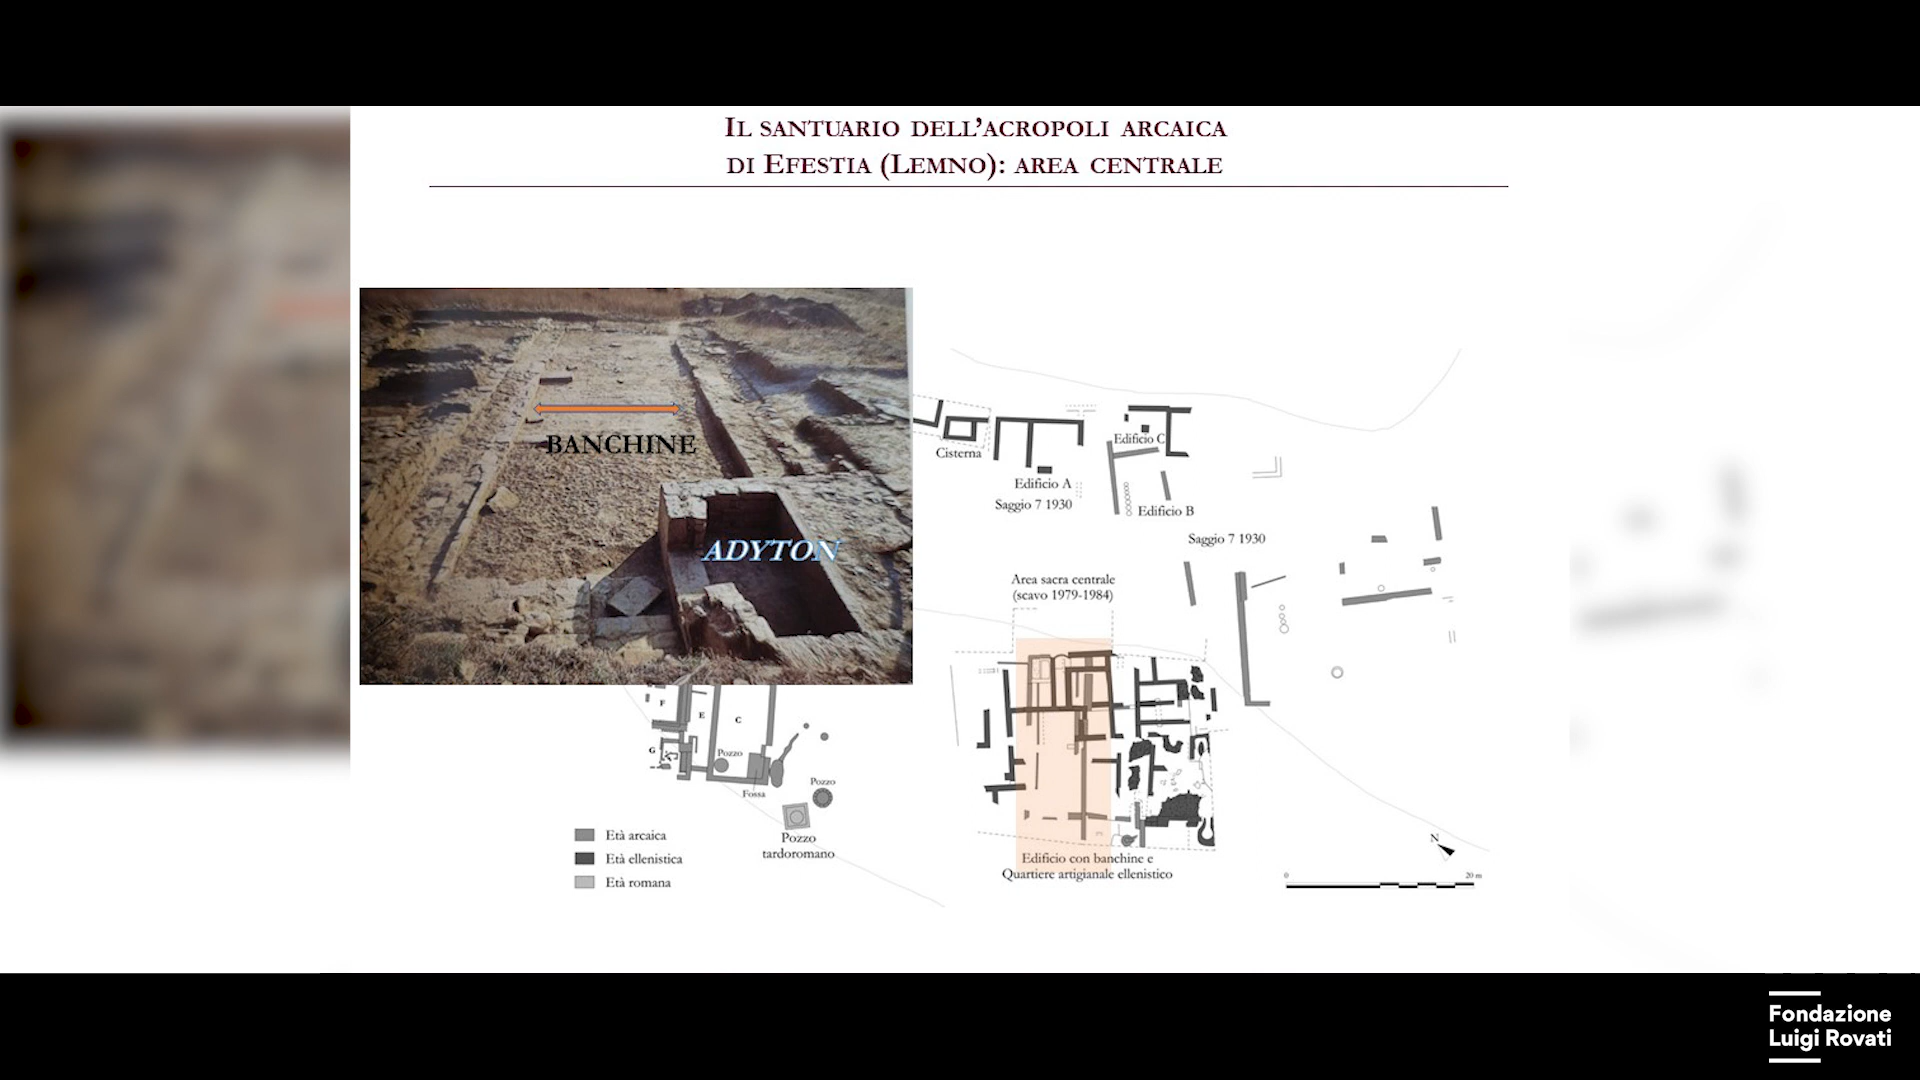 Il santuario dell’acropoli arcaica
di Efestia (Lemno): area centrale
BANCHINE
ADYTON
Cisterna
Edificio A
Saggio 7 1930
Edificio C
Edificio B
Saggio 7 1930
Area sacra centrale
(scavo 1979-1984)
F
E
C
G
Pozzo
Fossa
Pozzo
Pozzo
tardoromano
Età arcaica
Età ellenistica
Età romana
Edificio con banchine e
Quartiere artigianale ellenistico
N
0
20 m
Fondazione
Luigi Rovati